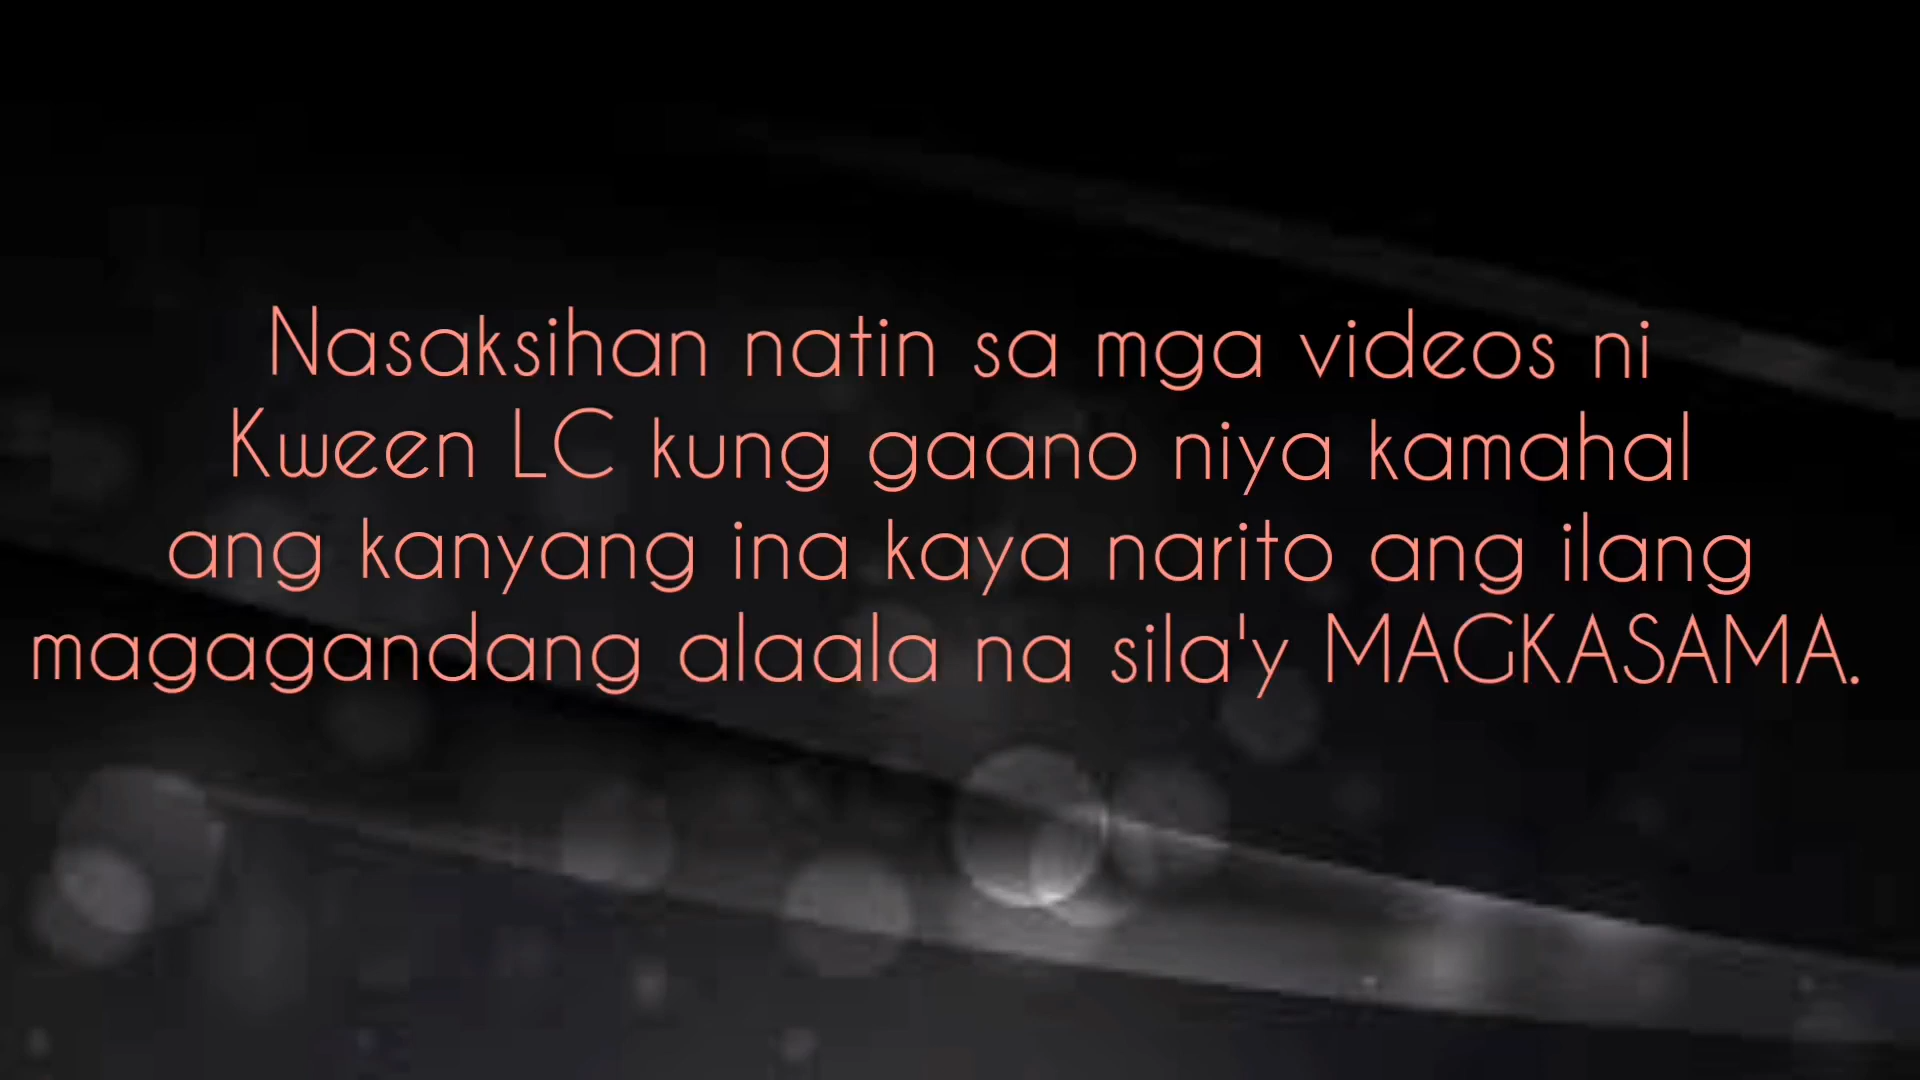 Nasaksihan natin sa mga videos ni
Kween LC kung gaano niya kamahal
ang kanyang ina kaya narito ang ilang
magagandang alaala na sila'y MAGKASAMA.